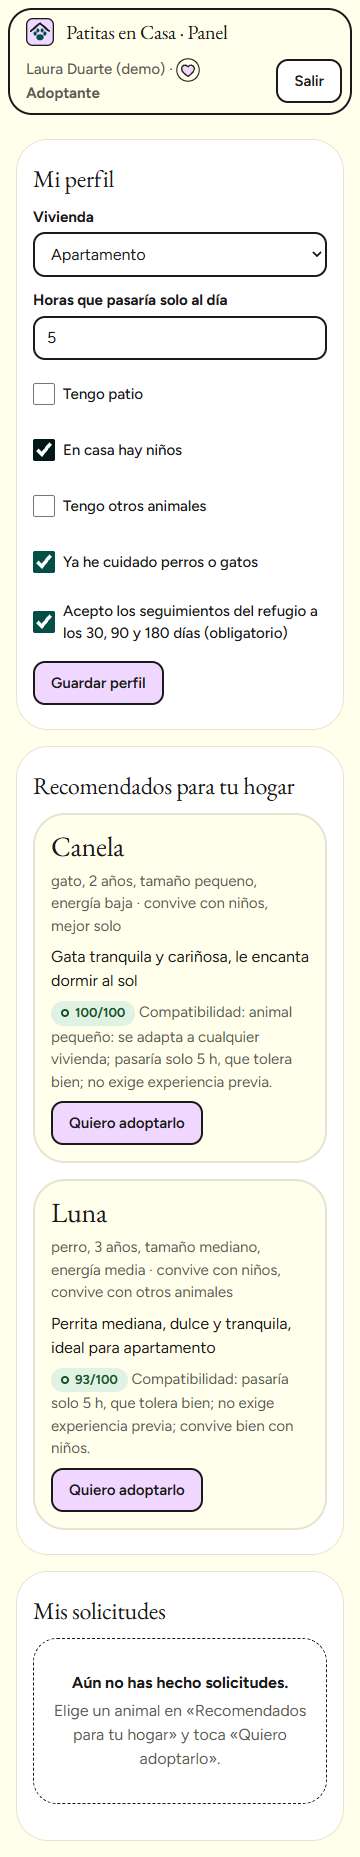 Patitas en Casa · Panel
Laura Duarte (demo) ·
Adoptante
Salir
Mi perfil
Vivienda
Apartamento
Horas que pasaría solo al día
5
Tengo patio
En casa hay niños
Tengo otros animales
Ya he cuidado perros o gatos
Acepto los seguimientos del refugio a
los 30, 90 y 180 días (obligatorio)
Guardar perfil
Recomendados para tu hogar
Canela
gato, 2 años, tamaño pequeno,
energía baja · convive con niños,
mejor solo
Gata tranquila y cariñosa, le encanta
dormir al sol
100/100 Compatibilidad: animal
pequeño: se adapta a cualquier
vivienda; pasaría solo 5 h, que tolera
bien; no exige experiencia previa.
Quiero adoptarlo
Luna
perro, 3 años, tamaño mediano,
energía media · convive con niños,
convive con otros animales
Perrita mediana, dulce y tranquila,
ideal para apartamento
93/100 Compatibilidad: pasaría
solo 5 h, que tolera bien; no exige
experiencia previa; convive bien con
niños.
Quiero adoptarlo
Mis solicitudes
Aún no has hecho solicitudes.
Elige un animal en «Recomendados
para tu hogar» y toca «Quiero
adoptarlo».